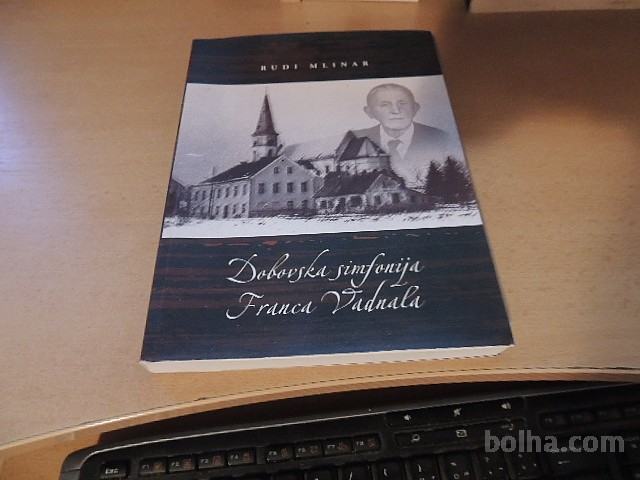 RUDI MLINAR
Dobovska simfonija
Franca Vadnala
bolha.com